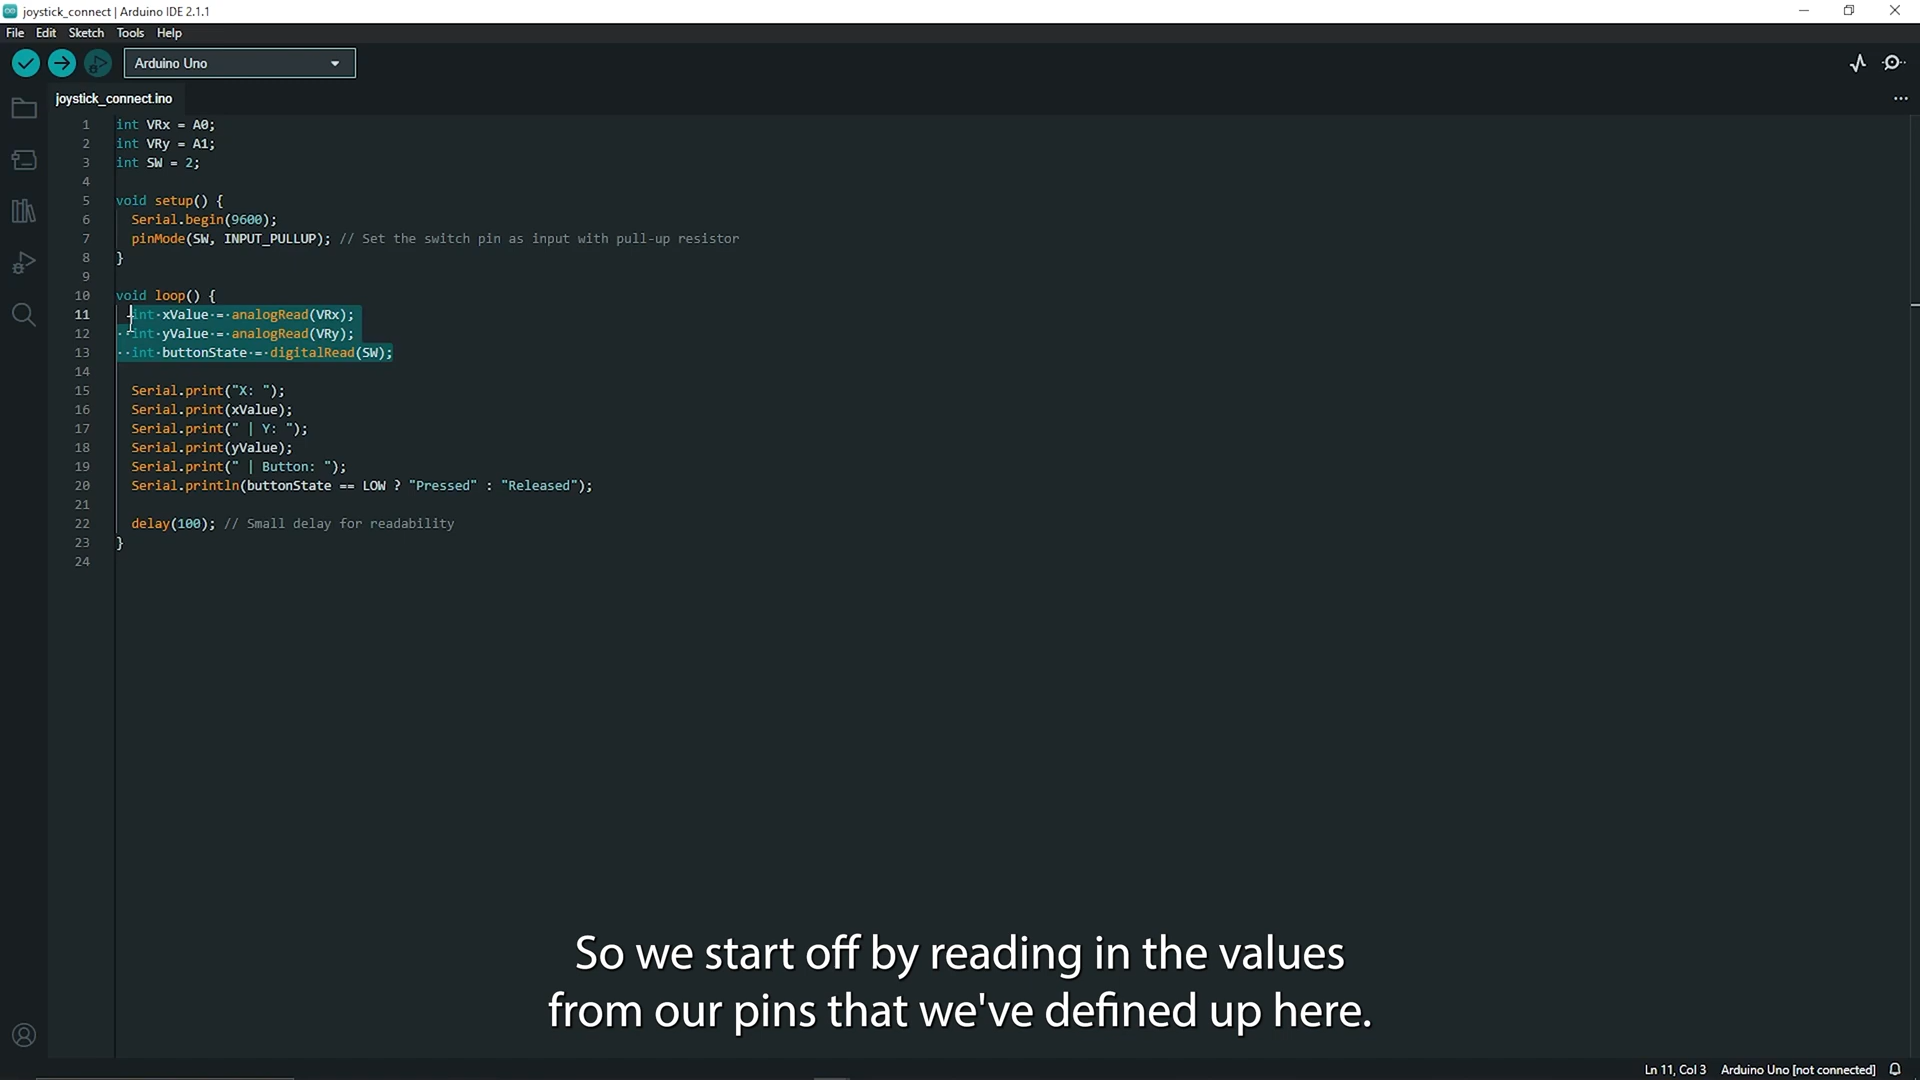 joystick_connect | Arduino IDE 2.1.1
File Edit Sketch Tools Help
Arduino Uno
joystick_connect.ino
1 int VRx = A0;
2 int VRy = A1;
3 int SW = 2;
4
5 void setup() {
6 Serial.begin(9600);
7 pinMode(SW, INPUT_PULLUP); // Set the switch pin as input with pull-up resistor
8 }
9
10 void loop() {
11 int xValue = analogRead(VRx);
12 int yValue = analogRead(VRy);
13 int buttonState = digitalRead(SW);
14
15 Serial.print("X: ");
16 Serial.print(xValue);
17 Serial.print(" | Y: ");
18 Serial.print(yValue);
19 Serial.print(" | Button: ");
20 Serial.println(buttonState == LOW ? "Pressed" : "Released");
21
22 delay(100); // Small delay for readability
23 }
24
So we start off by reading in the values
from our pins that we've defined up here.
Ln 11, Col 3 Arduino Uno [not connected]